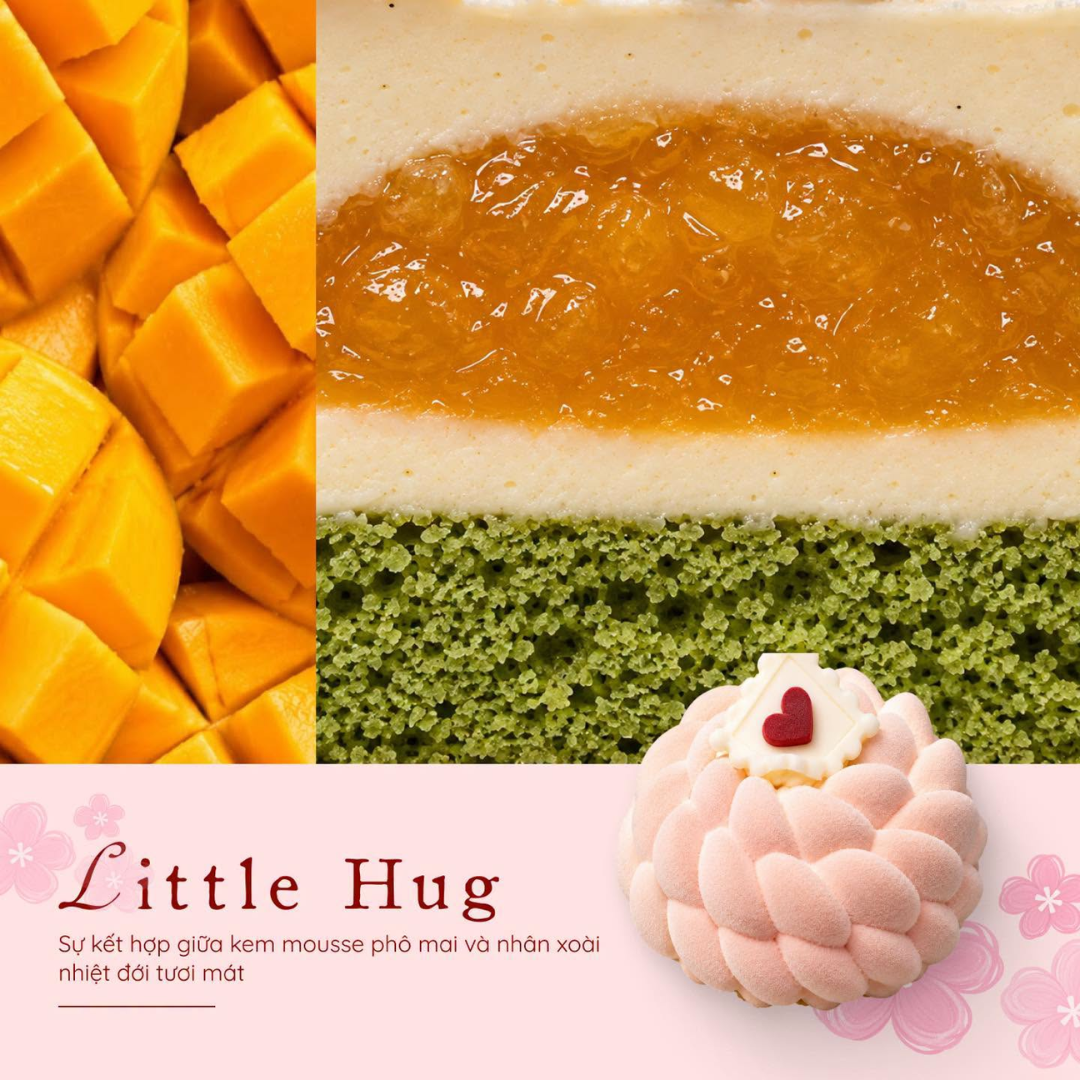 Little Hug
Sự kết hợp giữa kem mousse phô mai và nhân xoài
nhiệt đới tươi mát